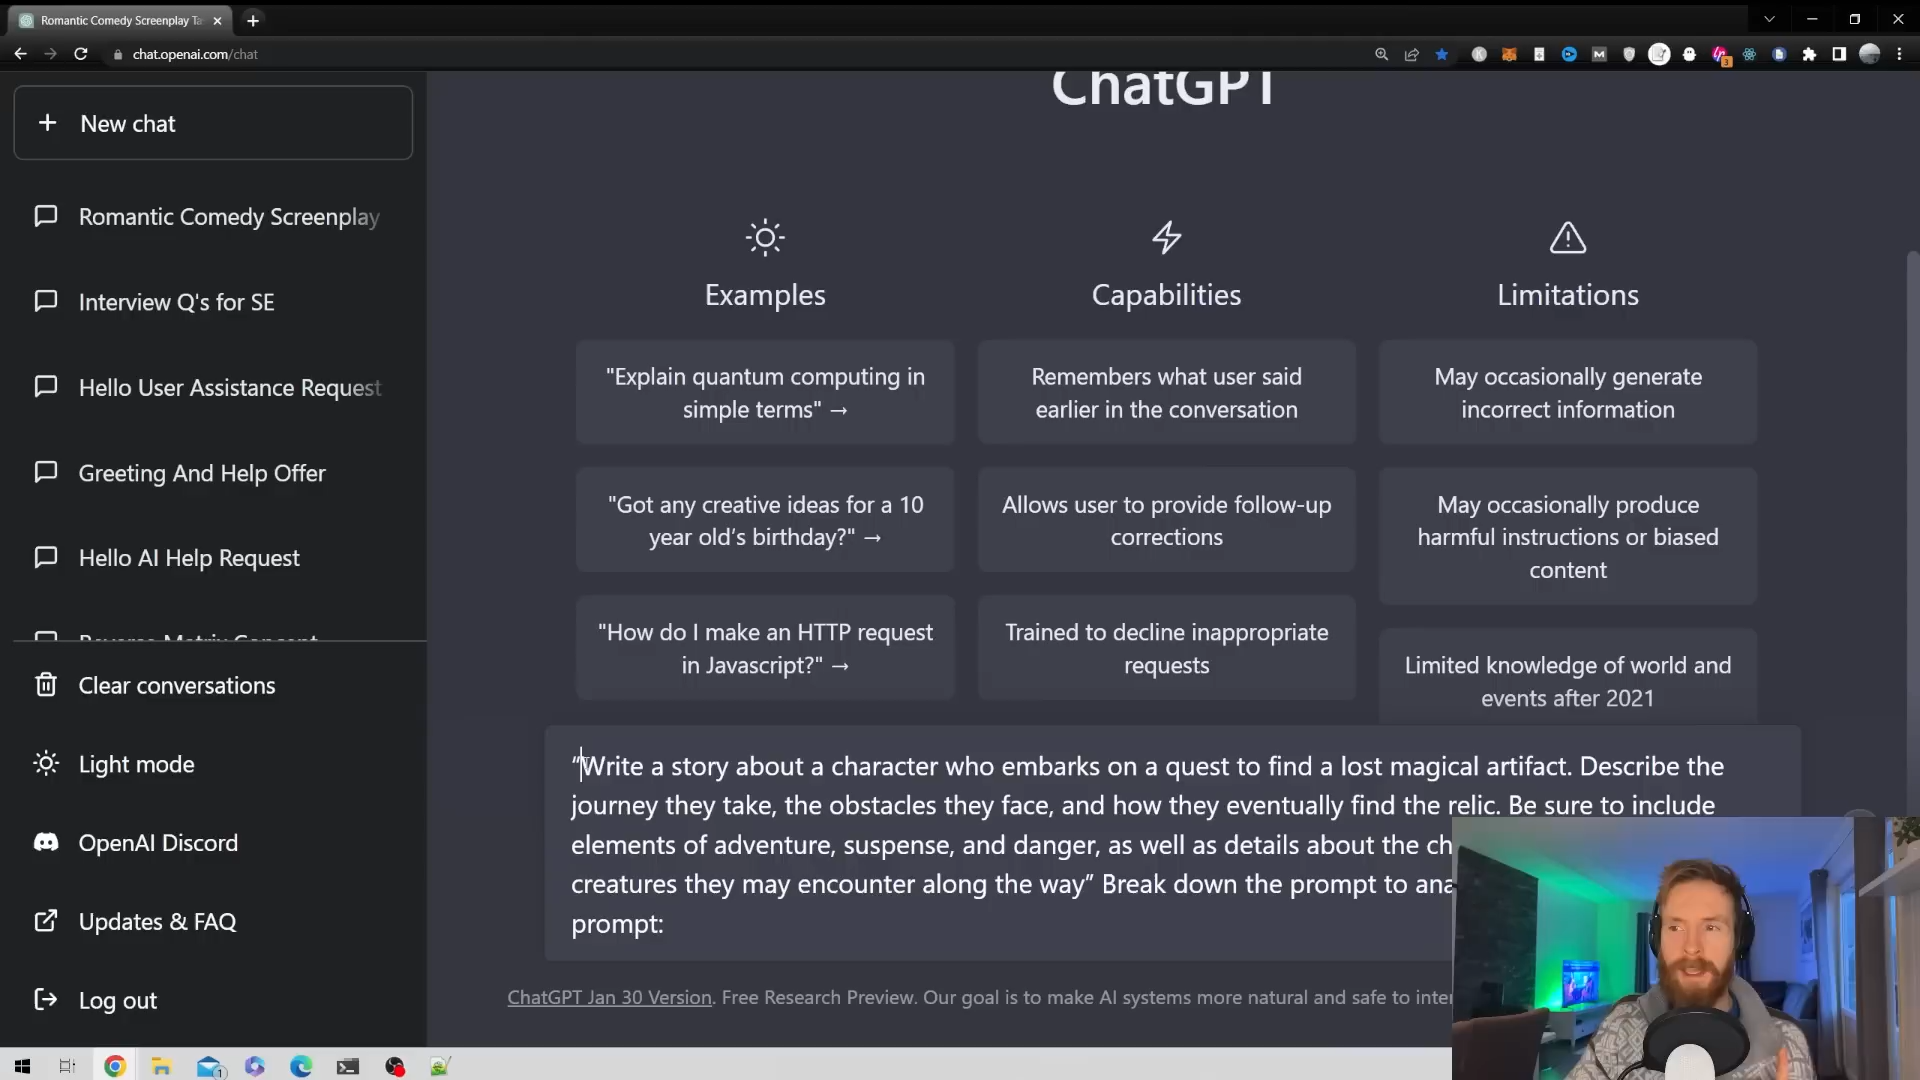 Romantic Comedy Screenplay Ta
chat.openai.com/chat
3
New chat
Romantic Comedy Screenplay
Interview Q's for SE
Hello User Assistance Request
Greeting And Help Offer
Hello AI Help Request
Clear conversations
Light mode
OpenAI Discord
Updates & FAQ
Log out
ChatGPT
Examples
"Explain quantum computing in
simple terms" →
"Got any creative ideas for a 10
year old's birthday?" →
"How do I make an HTTP request
in Javascript?" →
Capabilities
Remembers what user said
earlier in the conversation
Allows user to provide follow-up
corrections
Trained to decline inappropriate
requests
Limitations
May occasionally generate
incorrect information
May occasionally produce
harmful instructions or biased
content
Limited knowledge of world and
events after 2021
“Write a story about a character who embarks on a quest to find a lost magical artifact. Describe the
journey they take, the obstacles they face, and how they eventually find the relic. Be sure to include
elements of adventure, suspense, and danger, as well as details about the ch
creatures they may encounter along the way” Break down the prompt to ana
prompt:
ChatGPT Jan 30 Version. Free Research Preview. Our goal is to make AI systems more natural and safe to inter
1